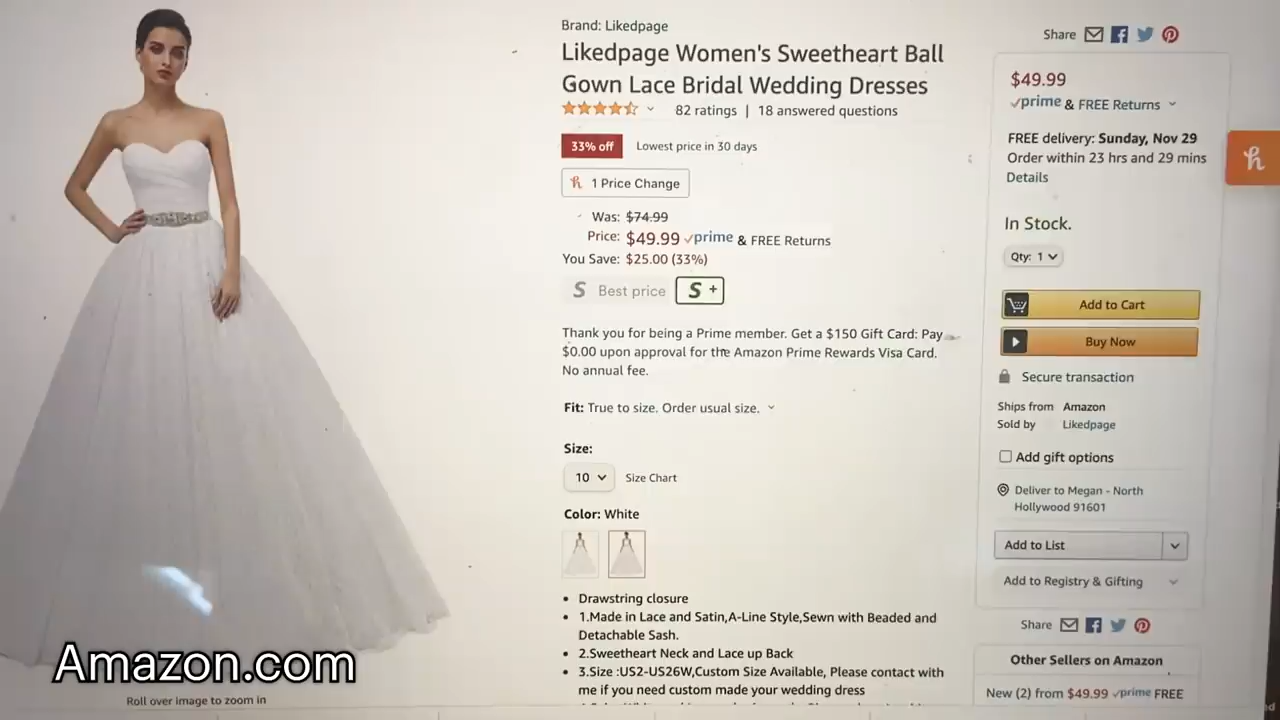 Brand: Likedpage
Likedpage Women's Sweetheart Ball
Gown Lace Bridal Wedding Dresses
82 ratings | 18 answered questions
33% off Lowest price in 30 days
1 Price Change
Was: $74.99
Price: $49.99 prime & FREE Returns
You Save: $25.00 (33%)
S Best price S +
Thank you for being a Prime member. Get a $150 Gift Card: Pay
$0.00 upon approval for the Amazon Prime Rewards Visa Card.
No annual fee.
Fit: True to size. Order usual size.
Size:
10 Size Chart
Color: White
• Drawstring closure
• 1.Made in Lace and Satin,A-Line Style,Sewn with Beaded and
Detachable Sash.
• 2.Sweetheart Neck and Lace up Back
• 3.Size :US2-US26W,Custom Size Available, Please contact with
me if you need custom made your wedding dress
Share
$49.99
prime & FREE Returns
FREE delivery: Sunday, Nov 29
Order within 23 hrs and 29 mins
Details
h
In Stock.
Qty: 1
Add to Cart
Buy Now
Secure transaction
Ships from Amazon
Sold by Likedpage
Add gift options
Deliver to Megan - North
Hollywood 91601
Add to List
Add to Registry & Gifting
Share
Other Sellers on Amazon
New (2) from $49.99 prime FREE
Amazon.com
Roll over image to zoom in